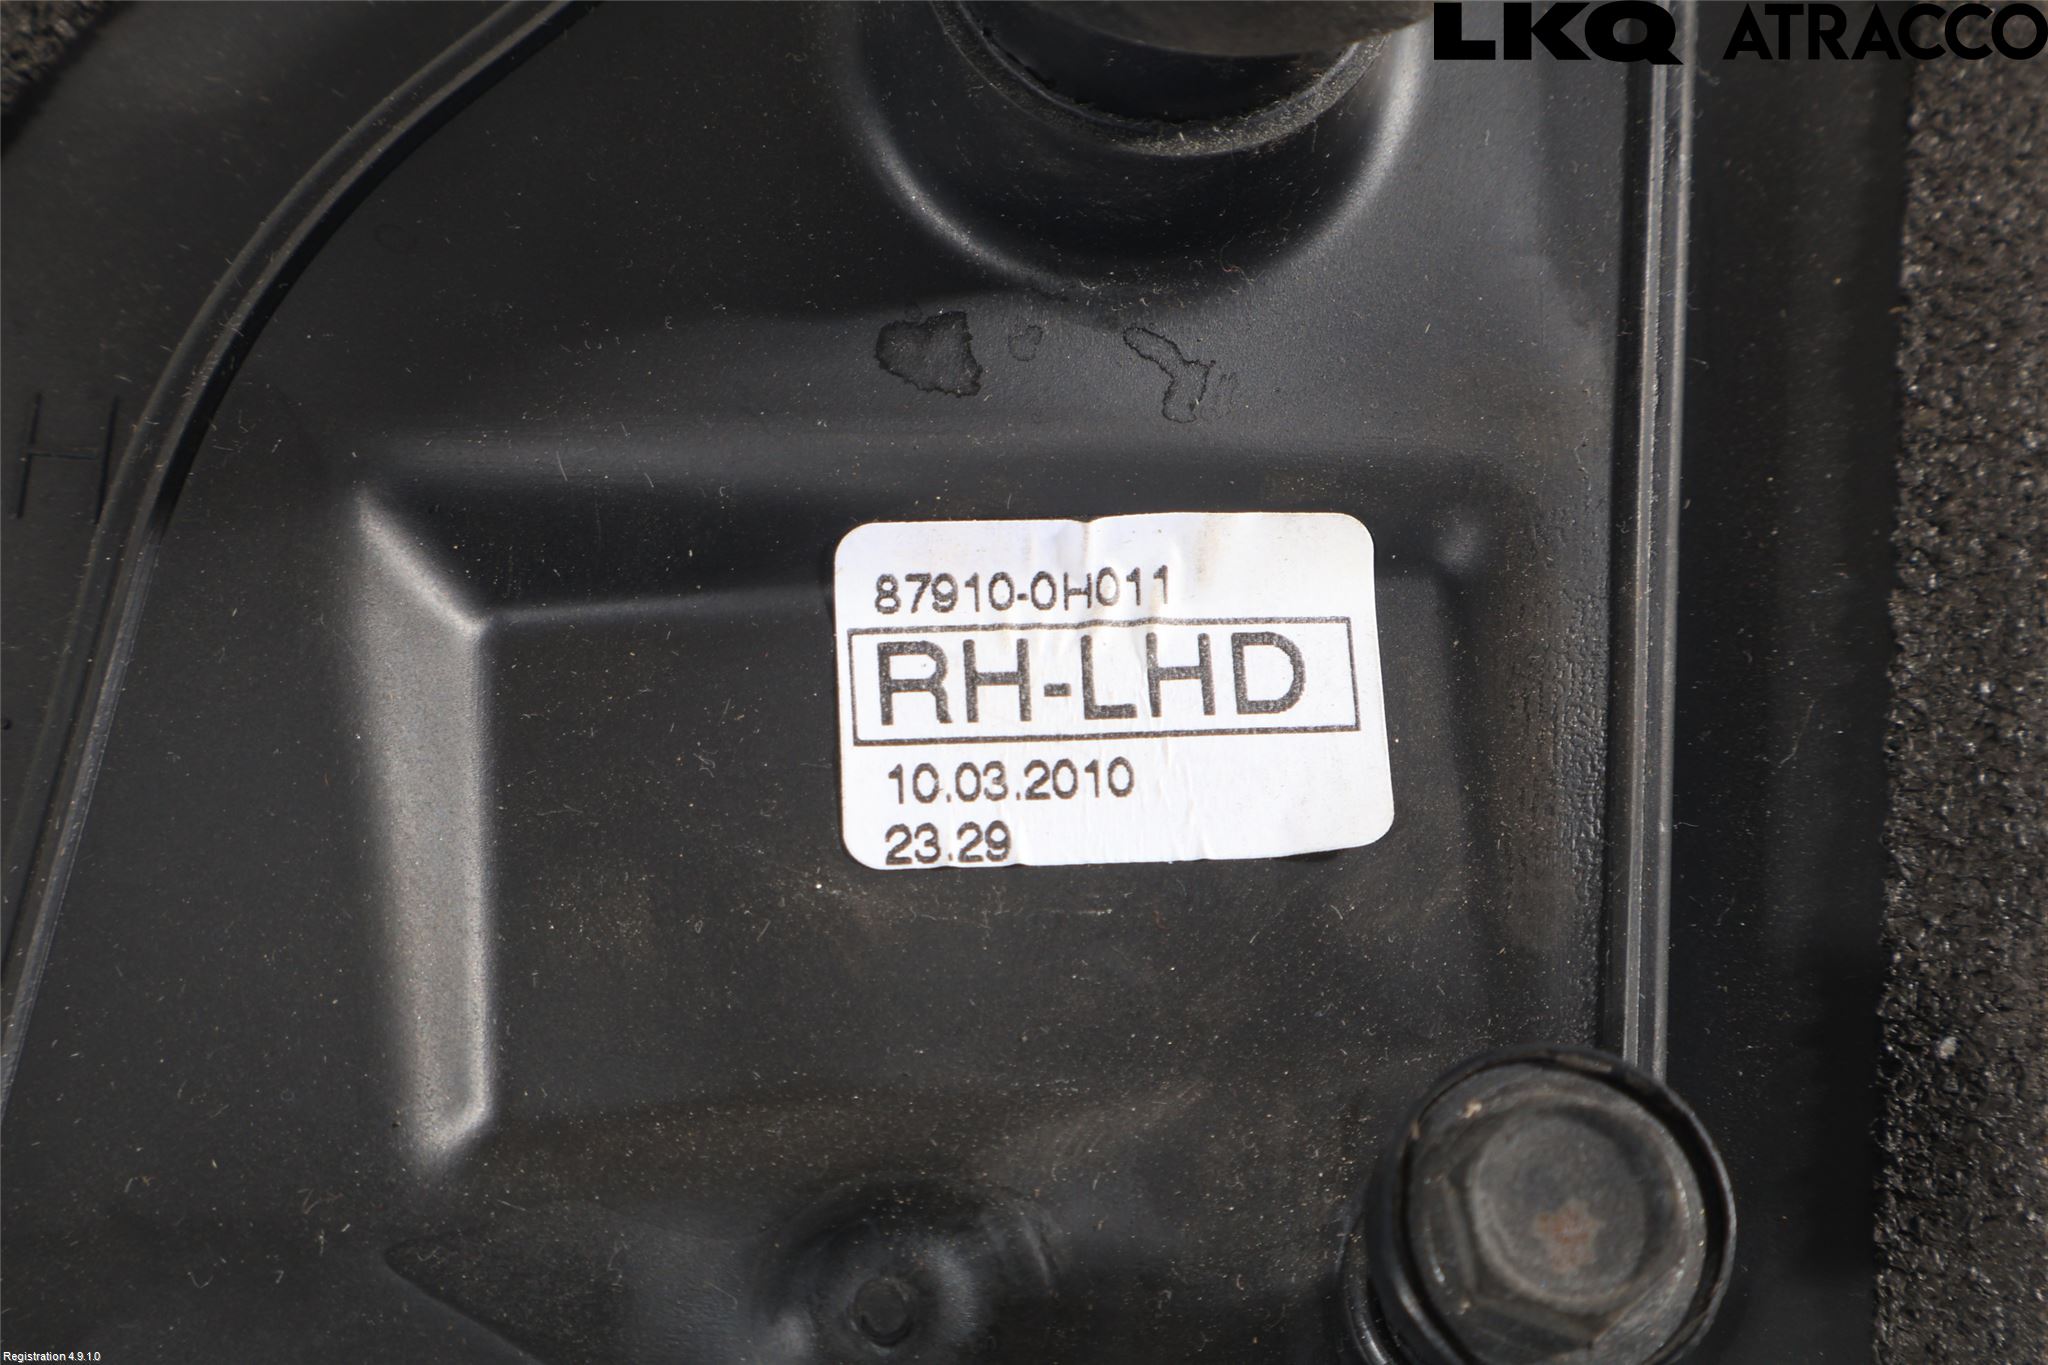 LKQ ATRACCO
H
87910-0H011
RH-LHD
10.03.2010
23.29
Registration 4.9.1.0